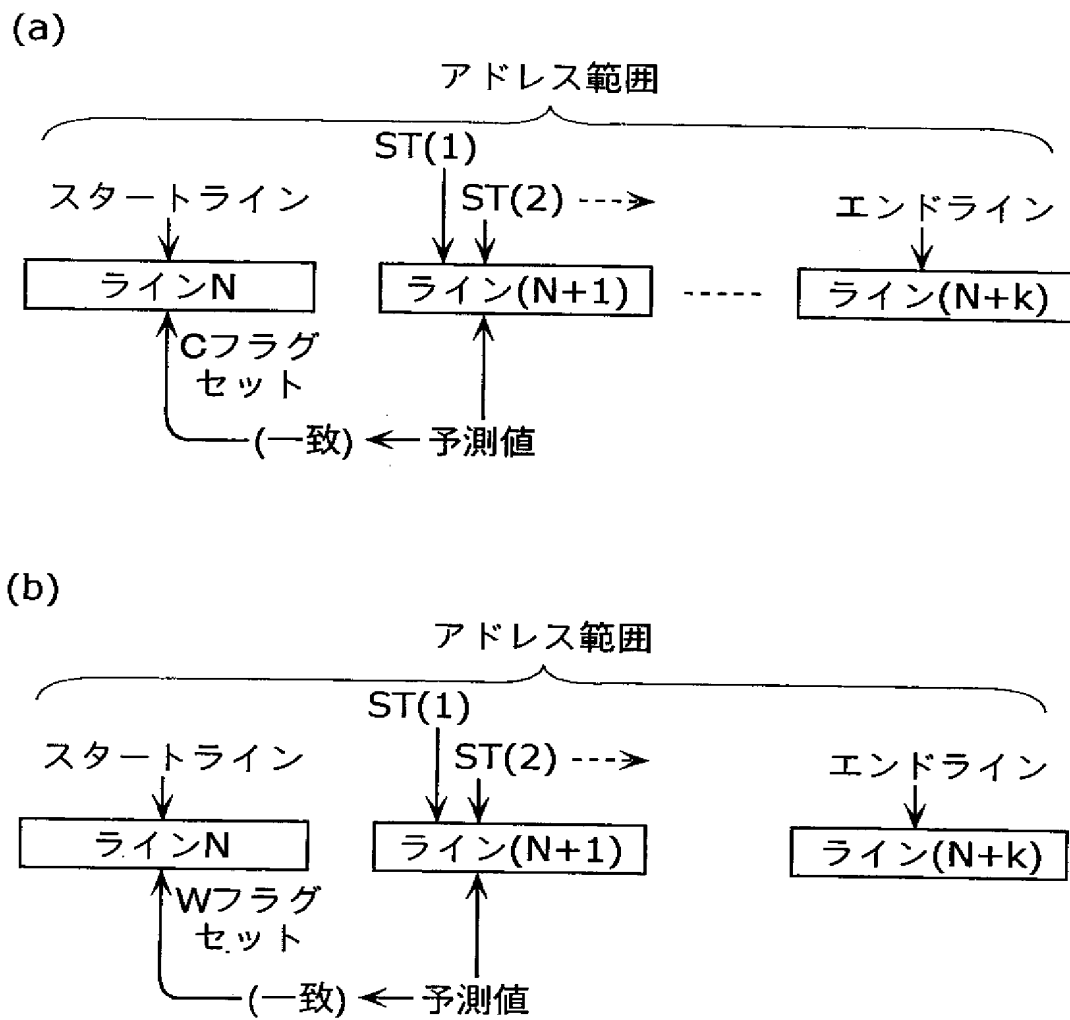 (a)
アドレス範囲
ST(1)
スタートライン
ST(2)
エンドライン
ラインN
ライン(N+1)
ライン(N+k)
Cフラグ
セット
(一致)
予測値
(b)
アドレス範囲
ST(1)
スタートライン
ST(2)
エンドライン
ラインN
ライン(N+1)
ライン(N+k)
Wフラグ
セット
(一致)
予測値